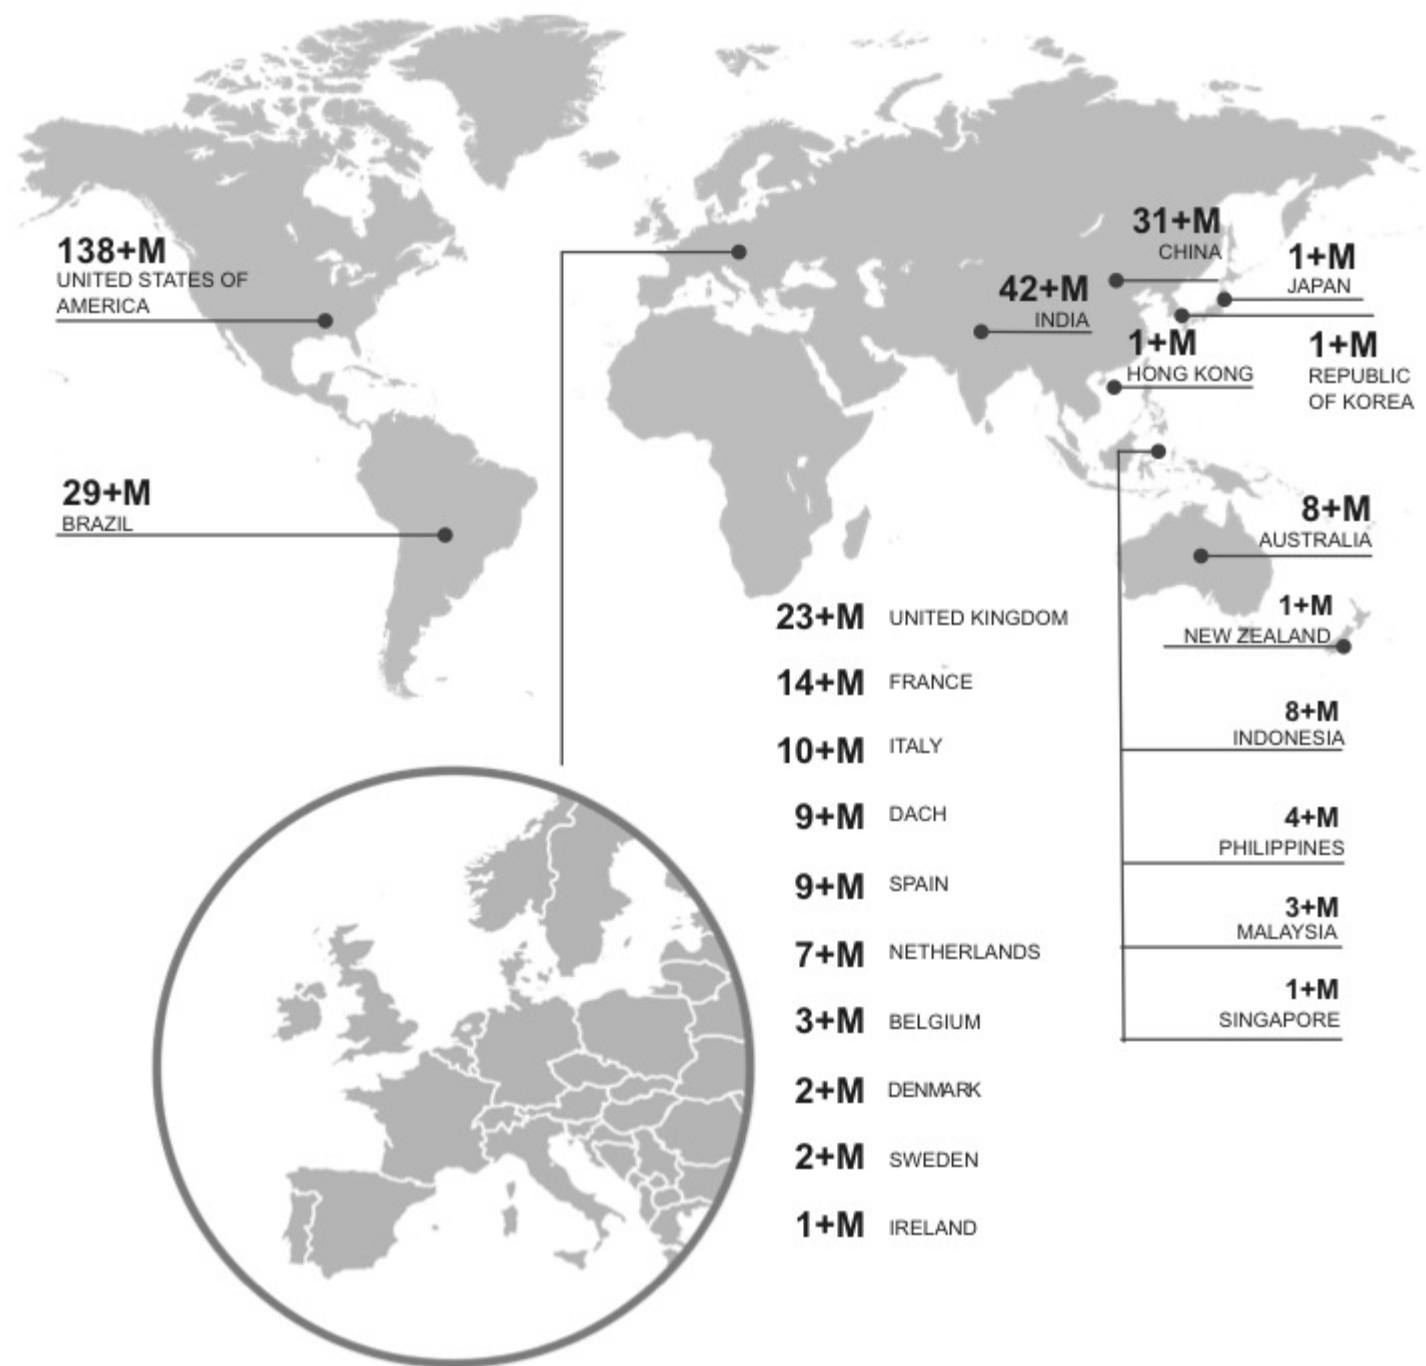 138+M
UNITED STATES OF
AMERICA
29+M
BRAZIL
31+M
CHINA
42+M
INDIA
1+M
JAPAN
1+M
HONG KONG
1+M
REPUBLIC
OF KOREA
8+M
AUSTRALIA
1+M
NEW ZEALAND
8+M
INDONESIA
4+M
PHILIPPINES
3+M
MALAYSIA
1+M
SINGAPORE
23+M UNITED KINGDOM
14+M FRANCE
10+M ITALY
9+M DACH
9+M SPAIN
7+M NETHERLANDS
3+M BELGIUM
2+M DENMARK
2+M SWEDEN
1+M IRELAND